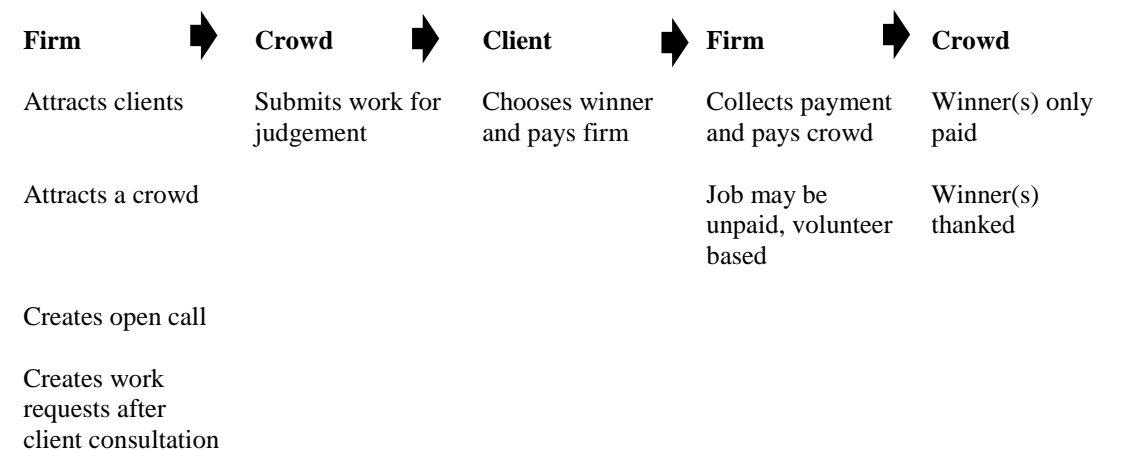 Firm Crowd Client Firm Crowd
Attracts clients
Submits work for
judgement
Chooses winner
and pays firm
Collects payment
and pays crowd
Winner(s) only
paid
Attracts a crowd
Job may be
unpaid, volunteer
based
Winner(s)
thanked
Creates open call
Creates work
requests after
client consultation